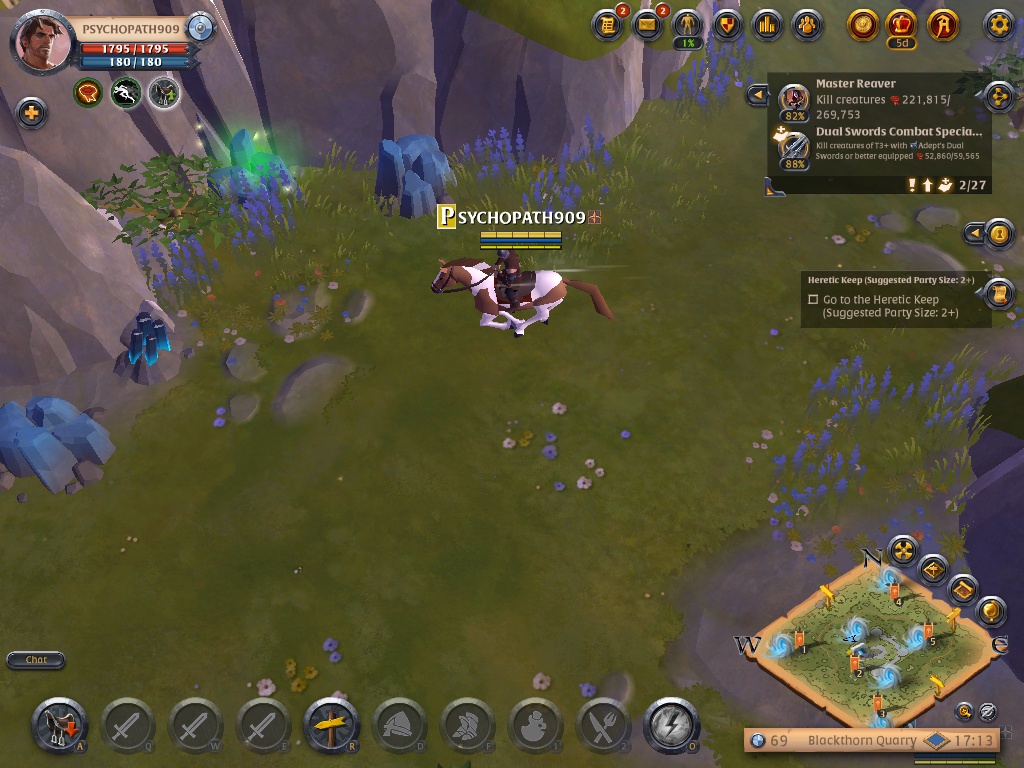 PSYCHOPATH909
1795 / 1795
180 / 180
2
2
1%
5d
Master Reaver
Kill creatures 221,815/
269,753
82%
Dual Swords Combat Specia...
Kill creatures of T3+ with Adept's Dual
Swords or better equipped 52,860/59,565
88%
2/27
PSYCHOPATH909
Heretic Keep (Suggested Party Size: 2+)
Go to the Heretic Keep
(Suggested Party Size: 2+)
N
W
E
4
1
5
2
3
Chat
A
Q
W
E
R
D
F
1
2
O
69
Blackthorn Quarry
17:13